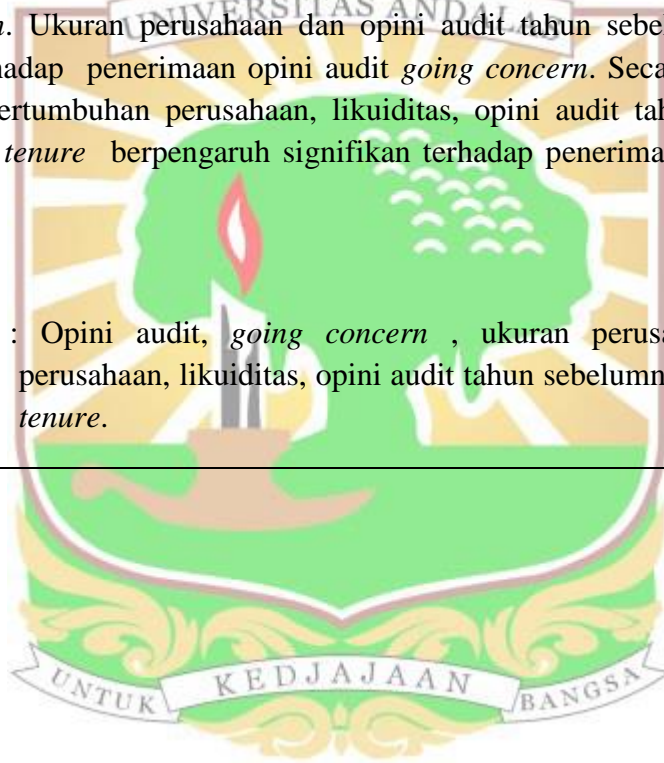 n. Ukuran perusahaan dan opini audit tahun sebel
UNIVERSITAS ANDALAS
hadap penerimaan opini audit going concern. Seca
ertumbuhan perusahaan, likuiditas, opini audit tah
tenure berpengaruh signifikan terhadap penerima
: Opini audit, going concern , ukuran perusa
perusahaan, likuiditas, opini audit tahun sebelumn
tenure.
UNTUK KEDJAJAAN BANGSA